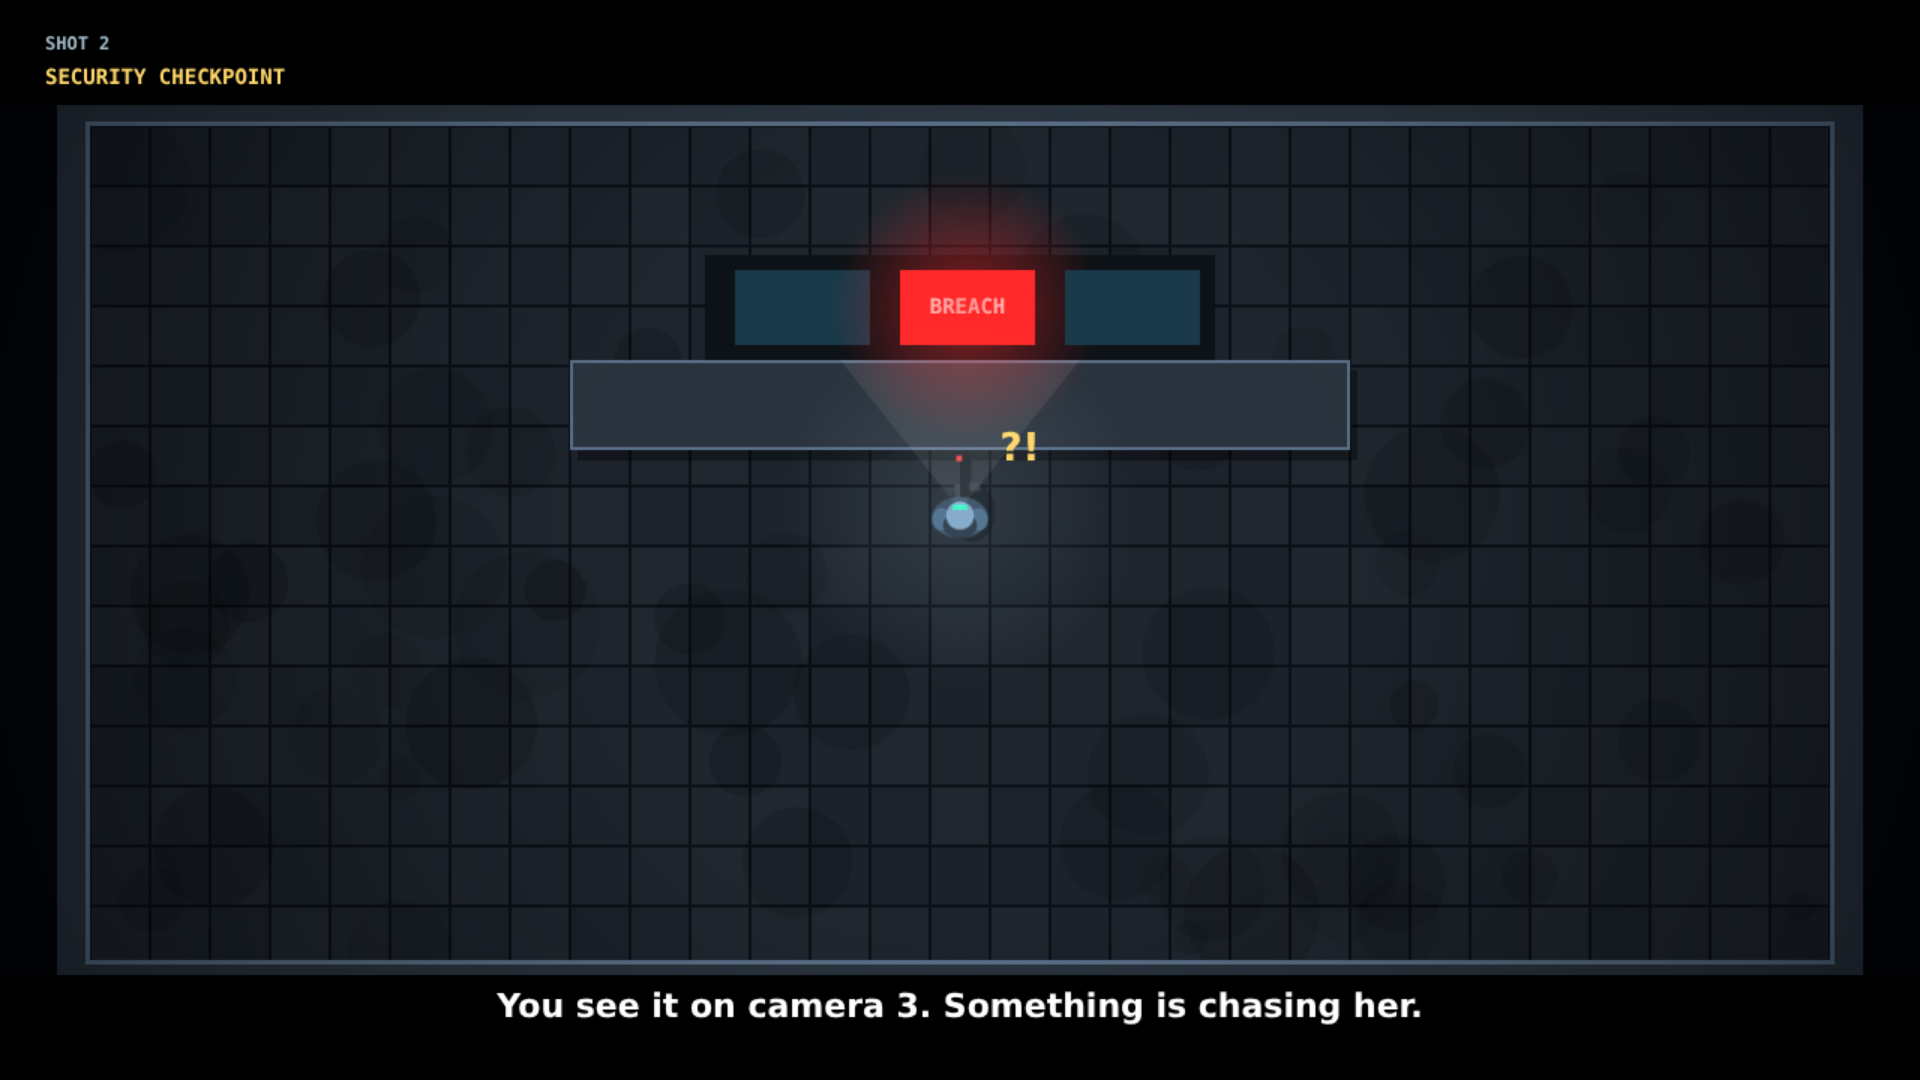 SHOT 2
SECURITY CHECKPOINT
BREACH
?!
You see it on camera 3. Something is chasing her.